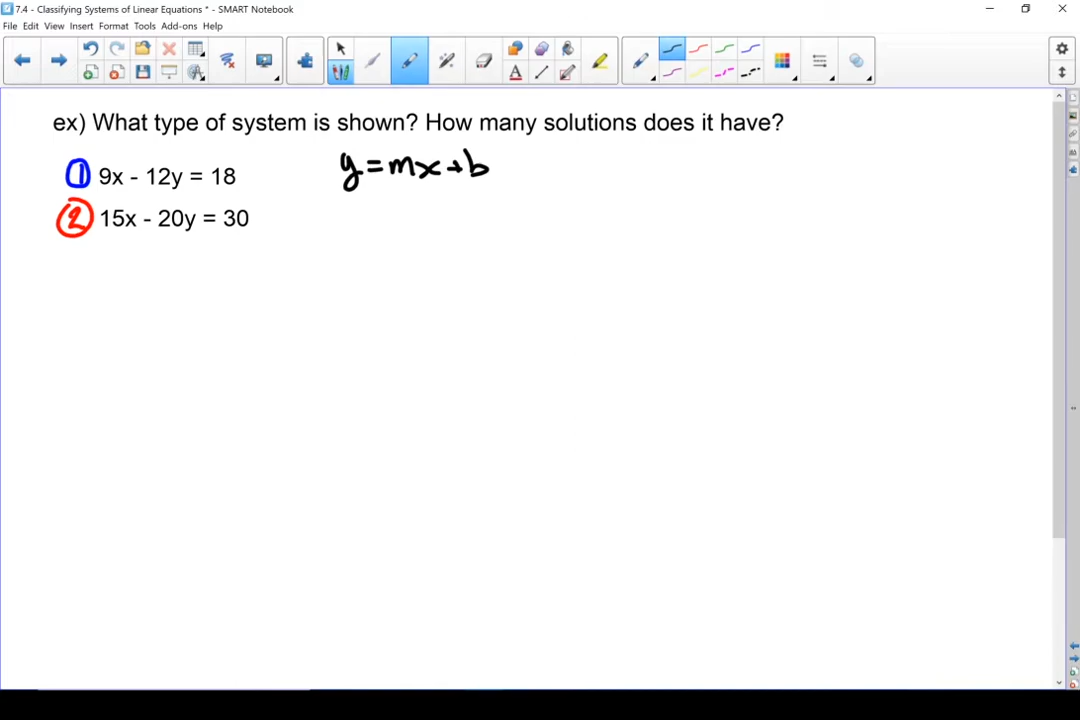 7.4 - Classifying Systems of Linear Equations * - SMART Notebook
File Edit View Insert Format Tools Add-ons Help
ex) What type of system is shown? How many solutions does it have?
① 9x - 12y = 18
y = mx + b
② 15x - 20y = 30